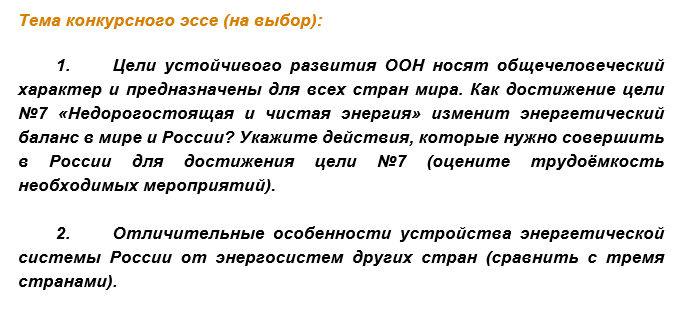 Тема конкурсного эссе (на выбор):
1. Цели устойчивого развития ООН носят общечеловеческий
характер и предназначены для всех стран мира. Как достижение цели
№7 «Недорогостоящая и чистая энергия» изменит энергетический
баланс в мире и России? Укажите действия, которые нужно совершить
в России для достижения цели №7 (оцените трудоёмкость
необходимых мероприятий).
2. Отличительные особенности устройства энергетической
системы России от энергосистем других стран (сравнить с тремя
странами).